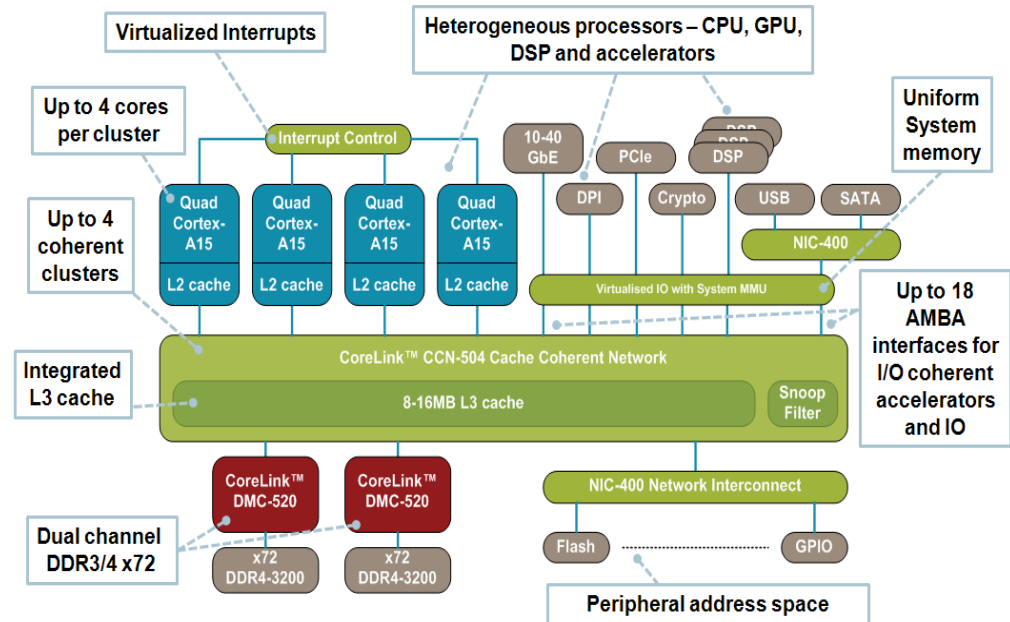 Virtualized Interrupts
Heterogeneous processors – CPU, GPU,
DSP and accelerators
Up to 4 cores
per cluster
Uniform
System
memory
Interrupt Control
10-40
GbE
PCIe
DSP
DSP
DSP
Quad
Cortex-
A15
Quad
Cortex-
A15
Quad
Cortex-
A15
Quad
Cortex-
A15
DPI
Crypto
USB
SATA
Up to 4
coherent
clusters
NIC-400
L2 cache
L2 cache
L2 cache
L2 cache
Virtualised IO with System MMU
Up to 18
AMBA
interfaces for
I/O coherent
accelerators
and IO
CoreLink™ CCN-504 Cache Coherent Network
Integrated
L3 cache
8-16MB L3 cache
Snoop
Filter
CoreLink™
DMC-520
CoreLink™
DMC-520
NIC-400 Network Interconnect
Dual channel
DDR3/4 x72
x72
DDR4-3200
x72
DDR4-3200
Flash
GPIO
Peripheral address space